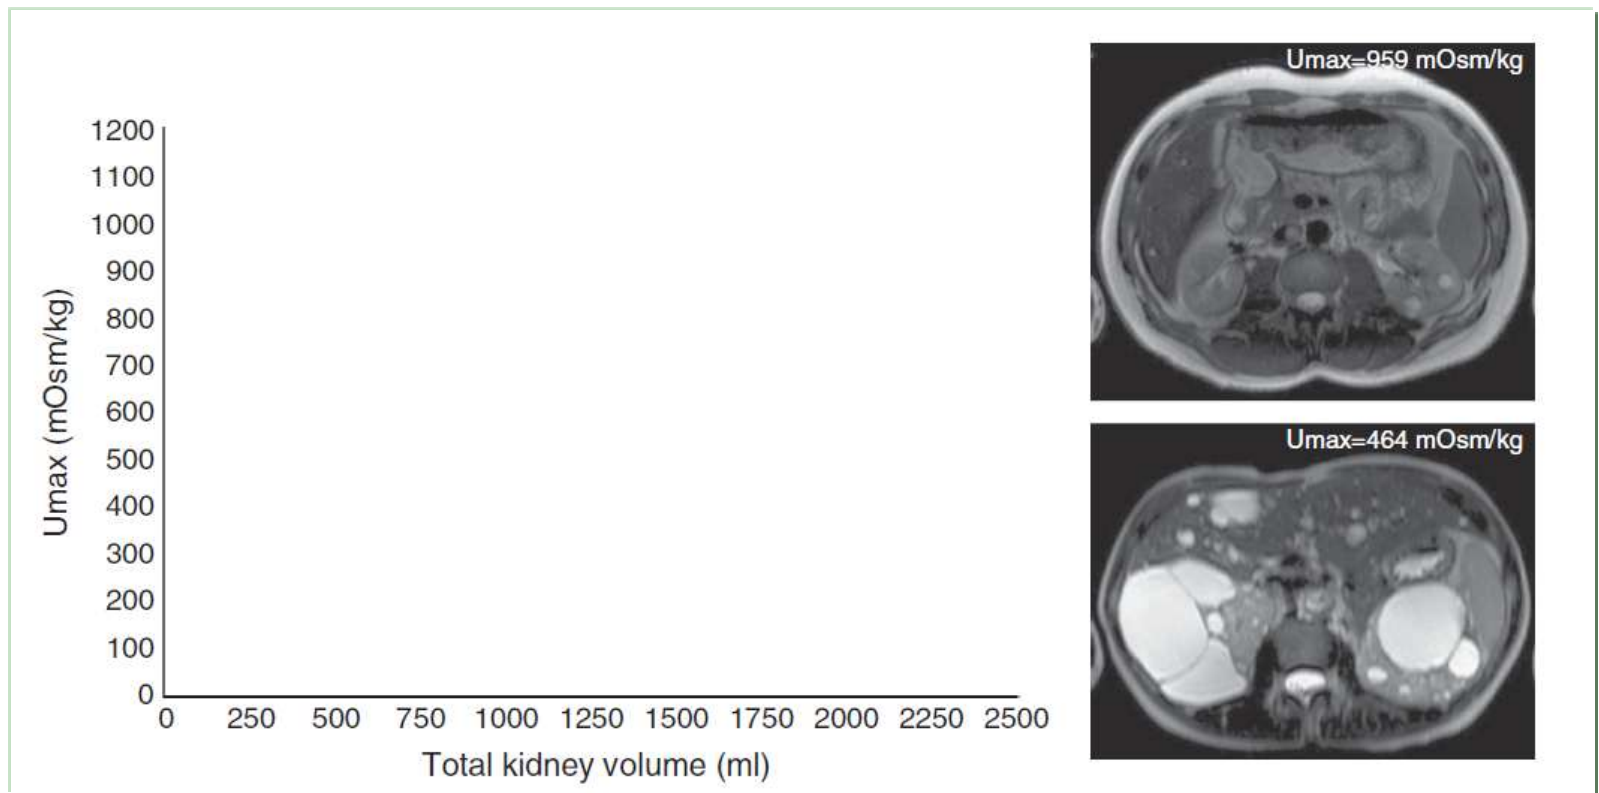 Umax (mOsm/kg)
1200
1100
1000
900
800
700
600
500
400
300
200
100
0
0 250 500 750 1000 1250 1500 1750 2000 2250 2500
Total kidney volume (ml)
Umax=959 mOsm/kg
Umax=464 mOsm/kg